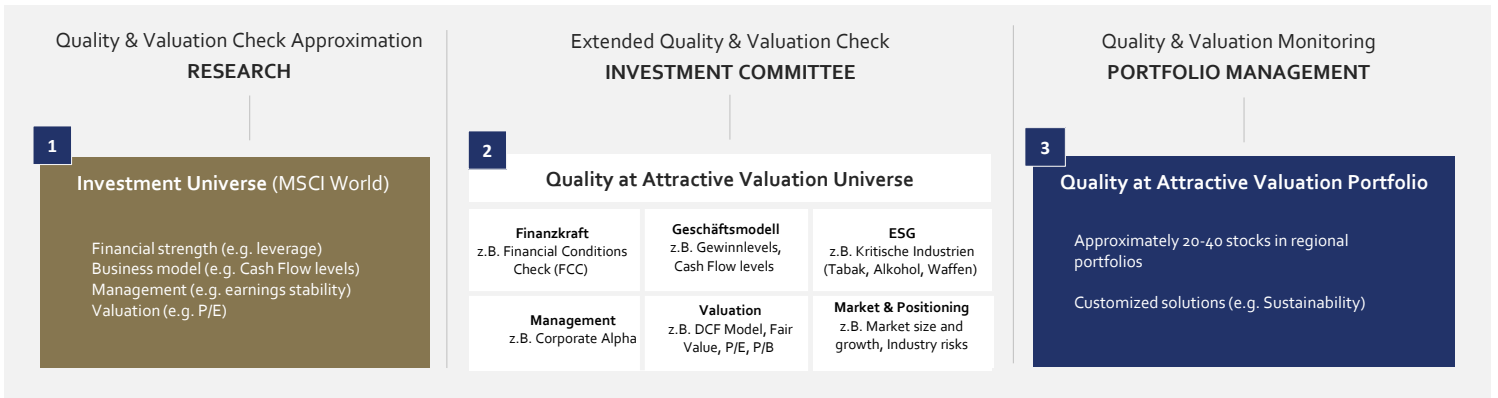 Quality & Valuation Check Approximation
RESEARCH
1
Investment Universe (MSCI World)
Financial strength (e.g. leverage)
Business model (e.g. Cash Flow levels)
Management (e.g. earnings stability)
Valuation (e.g. P/E)
Extended Quality & Valuation Check
INVESTMENT COMMITTEE
2
Quality at Attractive Valuation Universe
Finanzkraft
z.B. Financial Conditions
Check (FCC)
Geschäftsmodell
z.B. Gewinnlevels,
Cash Flow levels
ESG
z.B. Kritische Industrien
(Tabak, Alkohol, Waffen)
Management
z.B. Corporate Alpha
Valuation
z.B. DCF Model, Fair
Value, P/E, P/B
Market & Positioning
z.B. Market size and
growth, Industry risks
Quality & Valuation Monitoring
PORTFOLIO MANAGEMENT
3
Quality at Attractive Valuation Portfolio
Approximately 20-40 stocks in regional
portfolios
Customized solutions (e.g. Sustainability)